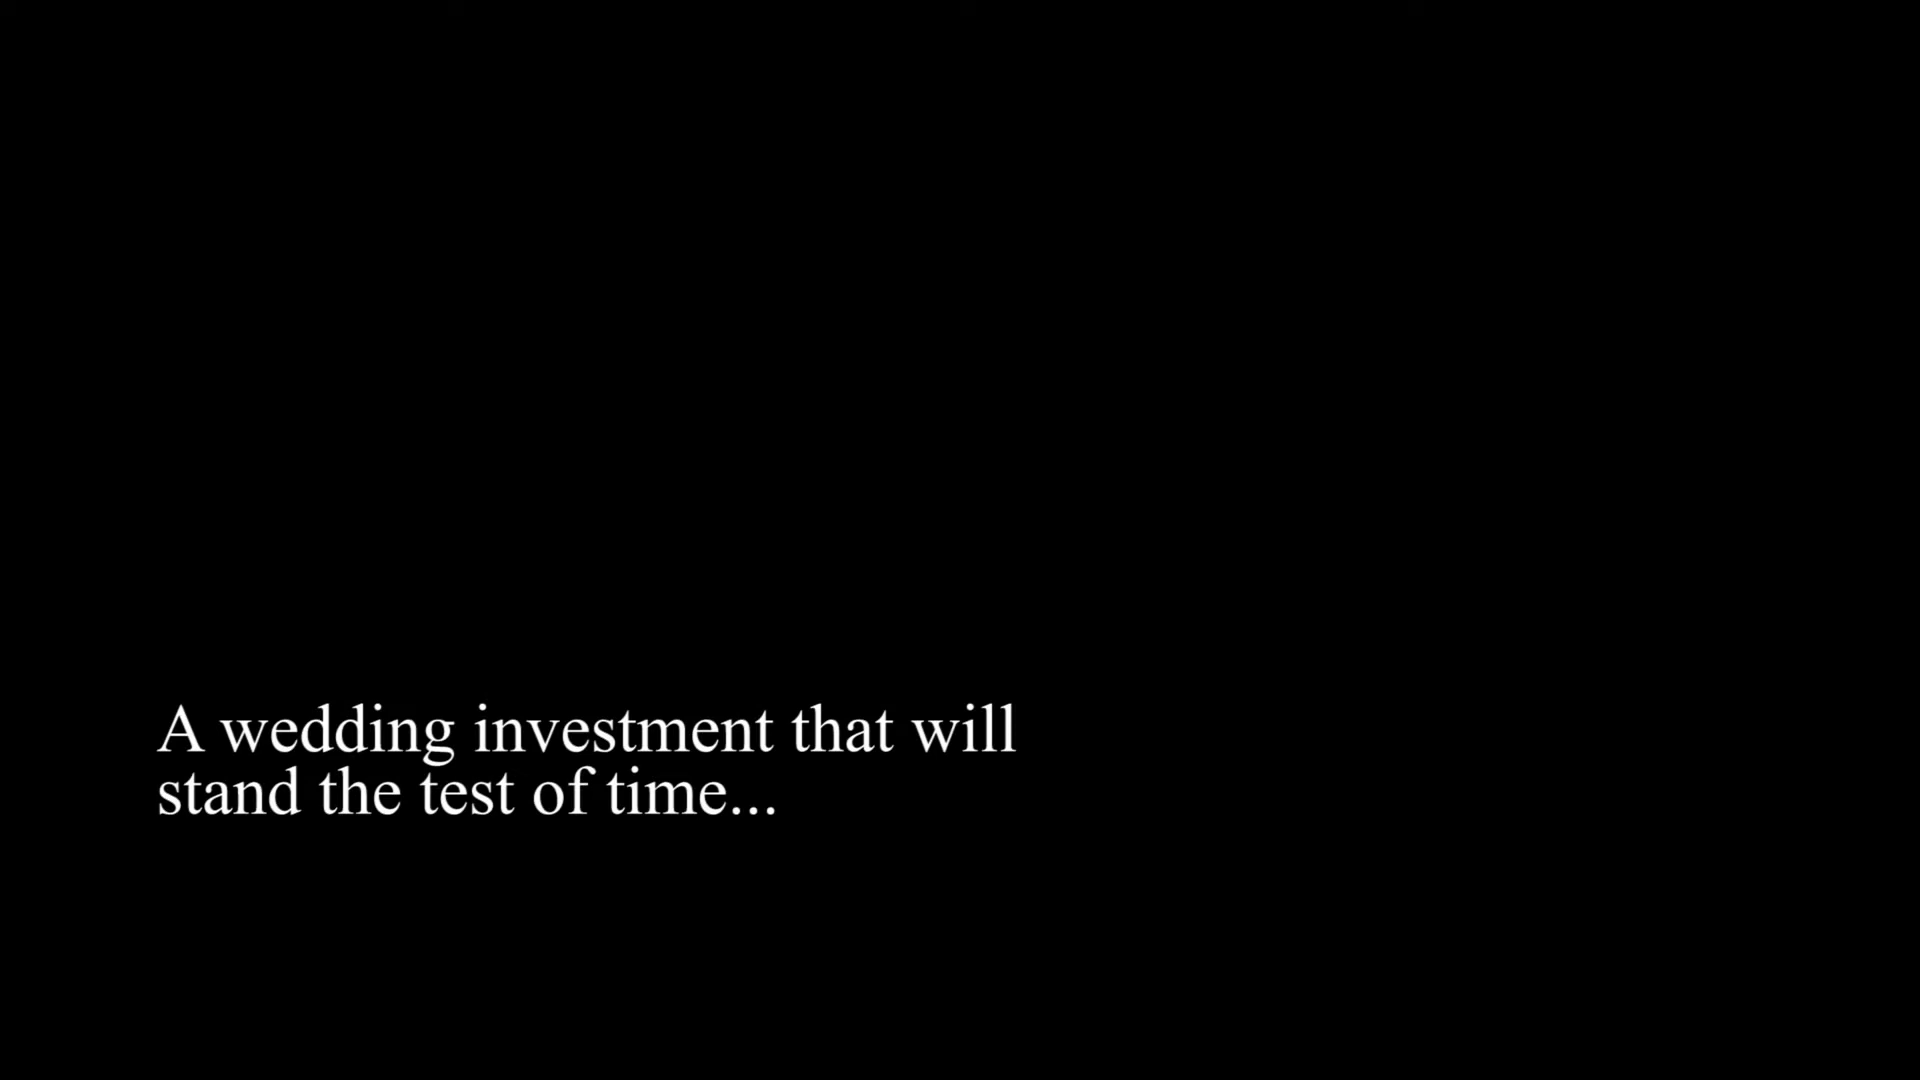 A wedding investment that will
stand the test of time...